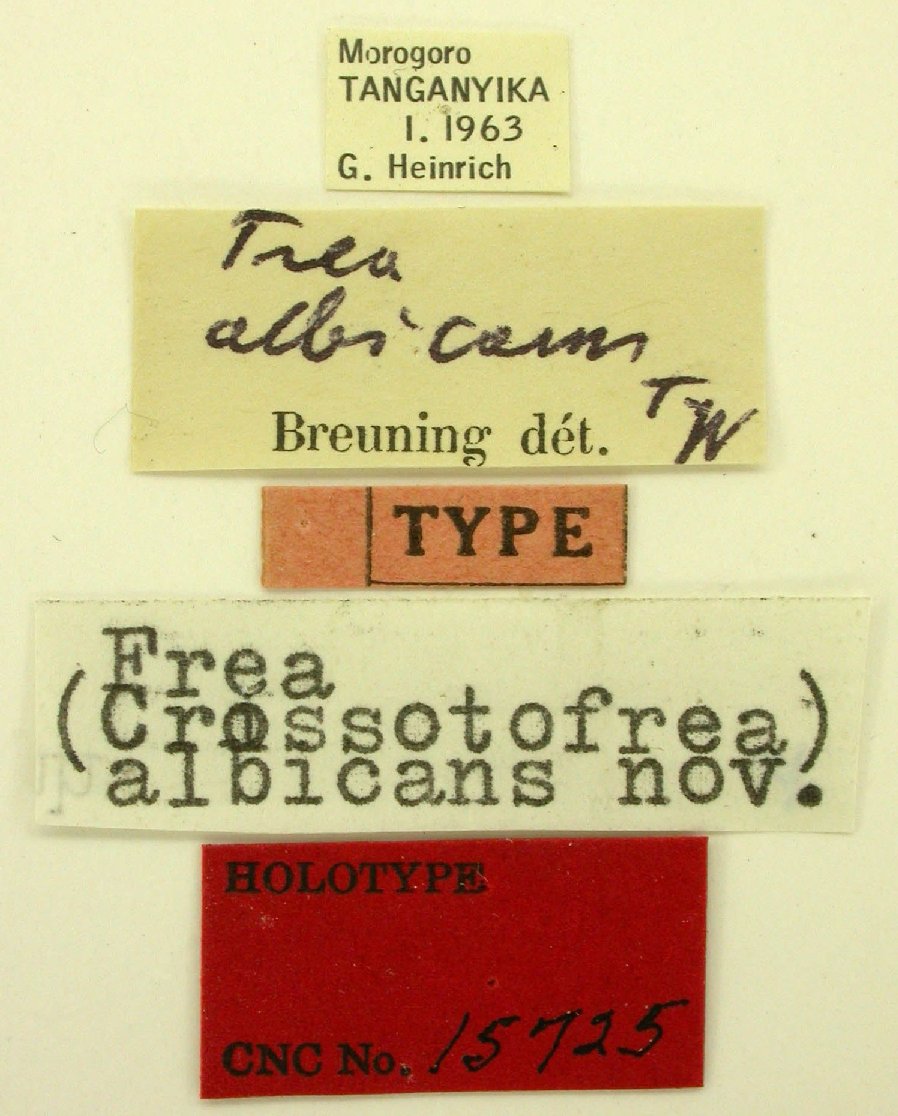 Morogoro
TANGANYIKA
I. 1963
G. Heinrich
Frea
albicans
Breuning dét.
TYPE
Frea
(Crossotofrea)
albicans nov.
HOLOTYPE
CNC No. 15725